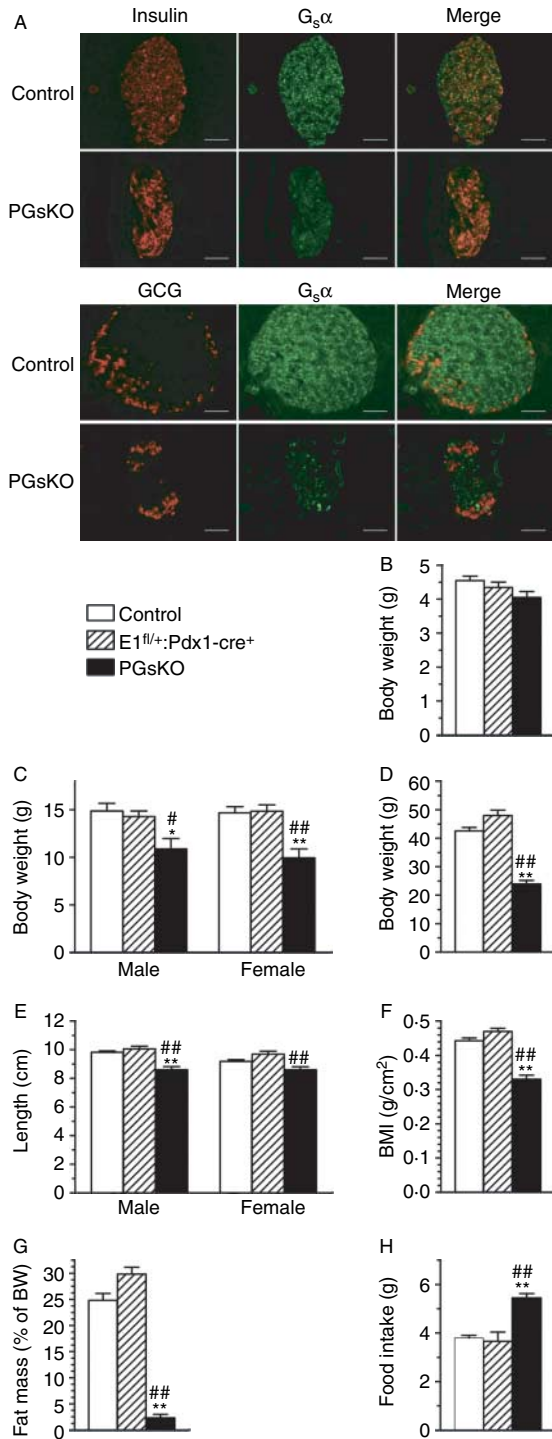 A
Insulin GₛΑ Merge
Control
PGsKO
GCG Gₛα Merge
Control
PGsKO
Control
E1ᶠˡ/⁺:Pdx1-cre⁺
PGsKO
B
Body weight (g)
5
4
3
2
1
0
C
Body weight (g)
15
10
5
0
#
*
##
**
Male Female
D
Body weight (g)
60
50
40
30
20
10
0
##
**
E
Length (cm)
12
10
8
6
4
2
0
##
**
##
Male Female
F
BMI (g/cm²)
0·5
0·4
0·3
0·2
0·1
0·0
##
**
G
Fat mass (% of BW)
30
25
20
15
10
5
0
##
**
H
Food intake (g)
6
4
2
0
##
**